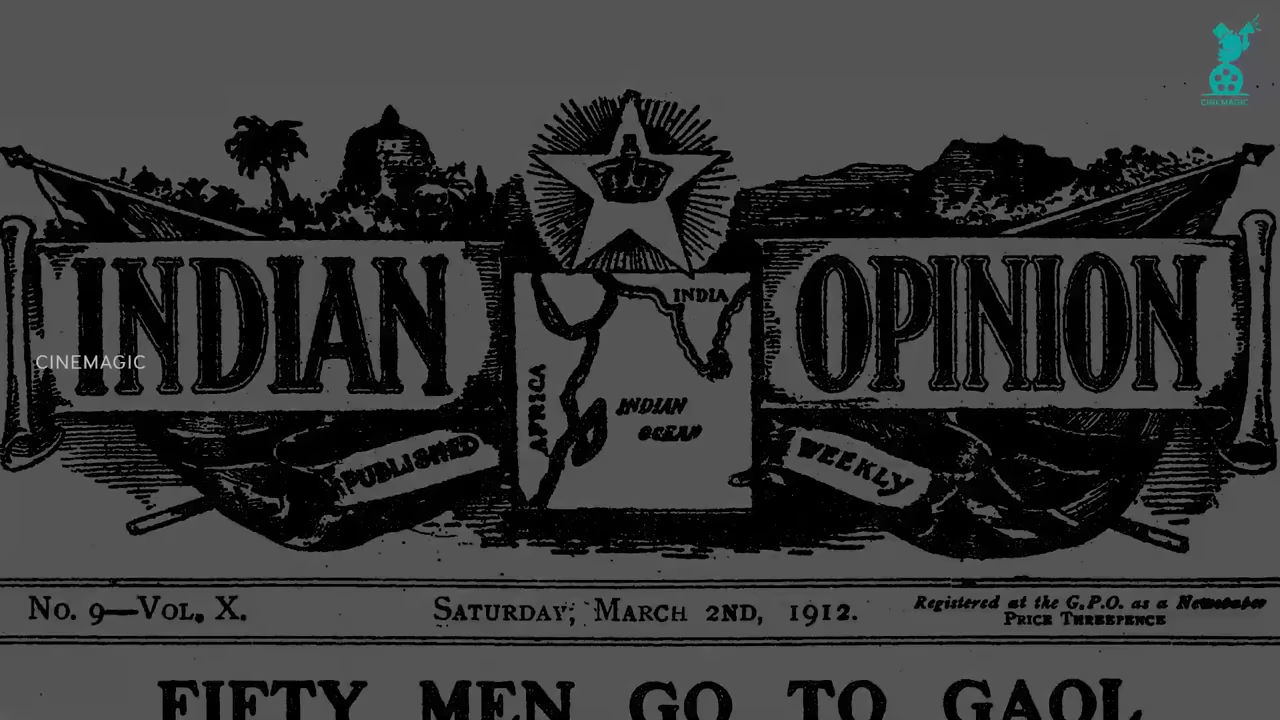 CINEMAGIC
INDIAN OPINION
CINEMAGIC
INDIA
AFRICA
INDIAN
OCEAN
PUBLISHED
WEEKLY
No. 9—Vol. X.
Saturday, March 2nd, 1912.
Registered at the G.P.O. as a Newspaper
Price Threepence
FIFTY MEN GO TO GAOL